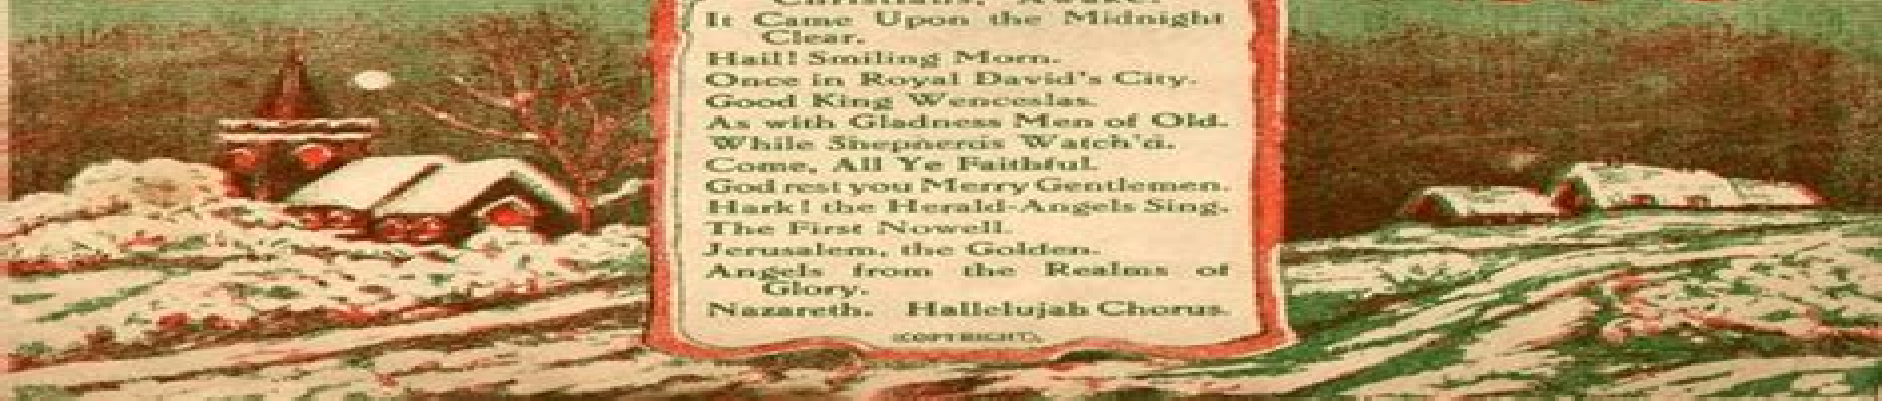 Christians, Awake!
It Came Upon the Midnight
Clear.
Hail! Smiling Morn.
Once in Royal David's City.
Good King Wenceslas.
As with Gladness Men of Old.
While Shepherds Watch'd.
Come, All Ye Faithful.
God rest you Merry Gentlemen.
Hark! the Herald-Angels Sing.
The First Nowell.
Jerusalem, the Golden.
Angels from the Realms of
Glory.
Nazareth. Hallelujah Chorus.
(COPYRIGHT).